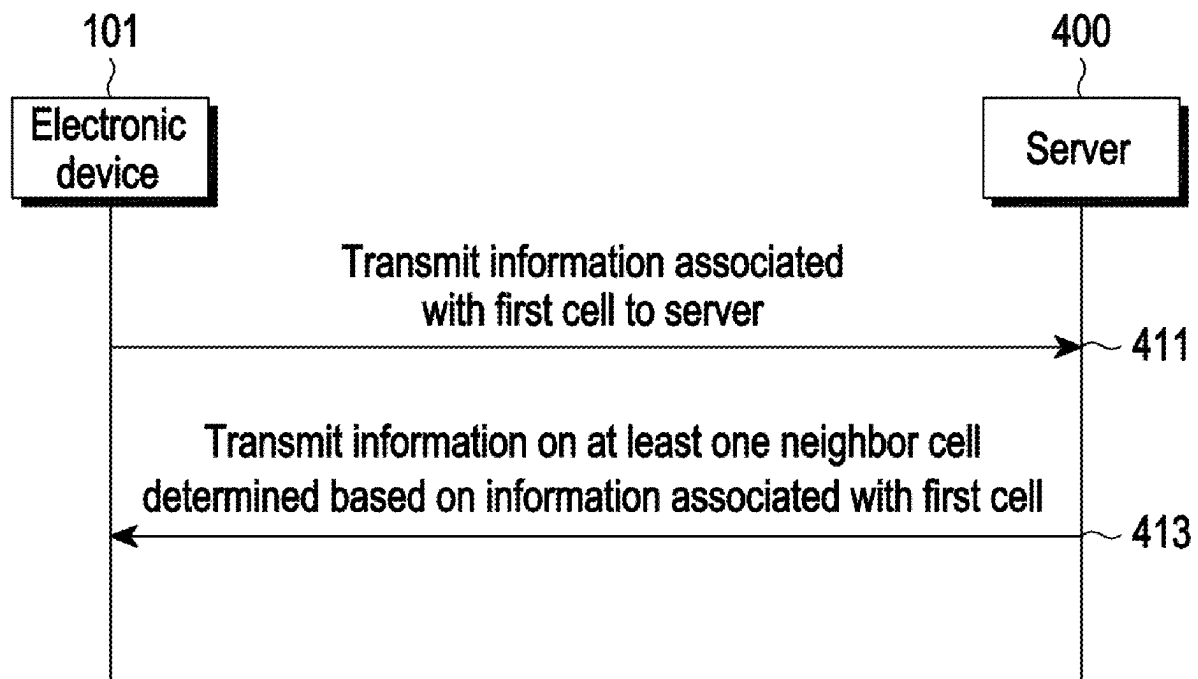 101
400
Electronic
device
Server
Transmit information associated
with first cell to server
411
Transmit information on at least one neighbor cell
determined based on information associated with first cell
413